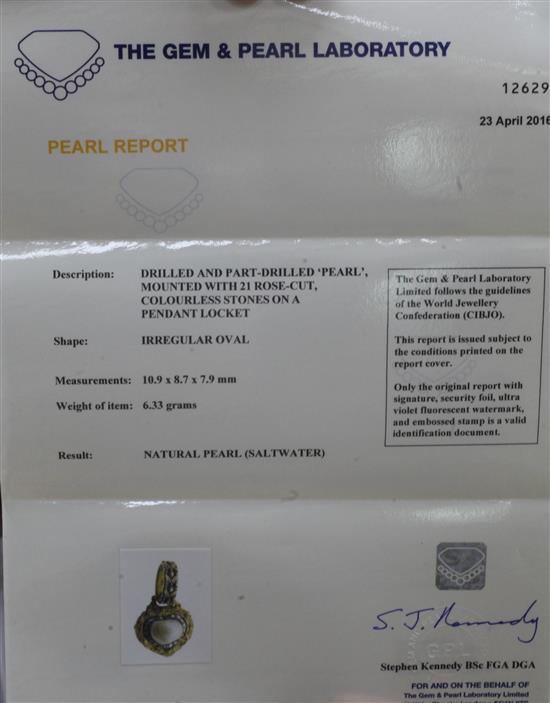 THE GEM & PEARL LABORATORY
12629
23 April 2016
PEARL REPORT
Description: DRILLED AND PART-DRILLED 'PEARL',
MOUNTED WITH 21 ROSE-CUT,
COLOURLESS STONES ON A
PENDANT LOCKET
Shape: IRREGULAR OVAL
Measurements: 10.9 x 8.7 x 7.9 mm
Weight of item: 6.33 grams
Result: NATURAL PEARL (SALTWATER)
The Gem & Pearl Laboratory
Limited follows the guidelines
of the World Jewellery
Confederation (CIBJO).
This report is issued subject to
the conditions printed on the
report cover.
Only the original report with
signature, security foil, ultra
violet fluorescent watermark,
and embossed stamp is a valid
identification document.
S. J. Kennedy
GPL
Stephen Kennedy BSc FGA DGA
FOR AND ON THE BEHALF OF
The Gem & Pearl Laboratory Limited